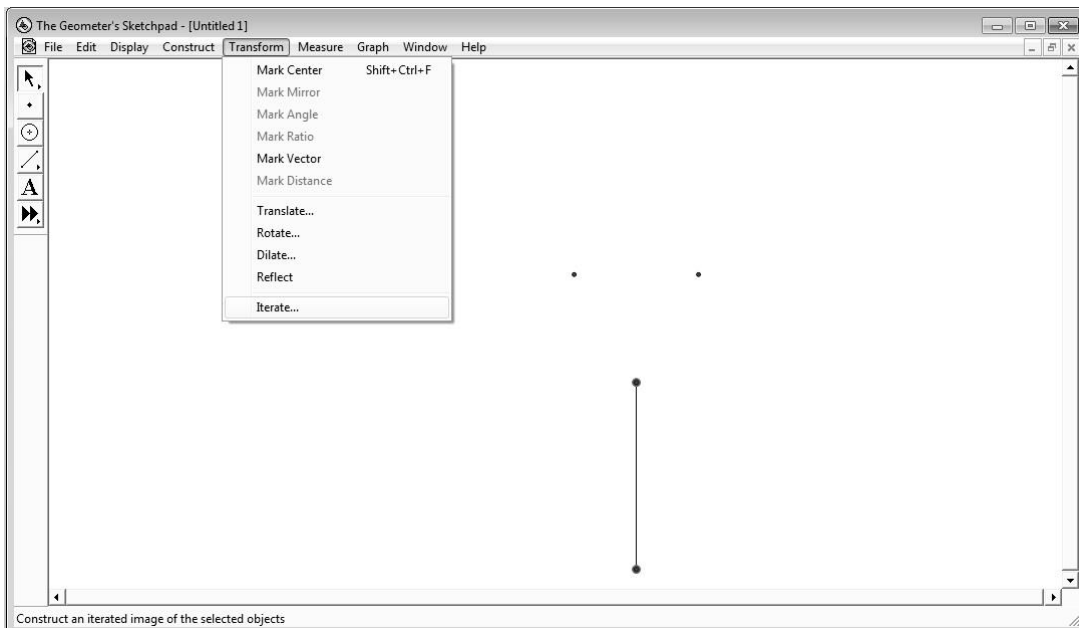 The Geometer's Sketchpad - [Untitled 1]
File Edit Display Construct Transform Measure Graph Window Help
Mark Center Shift+Ctrl+F
Mark Mirror
Mark Angle
Mark Ratio
Mark Vector
Mark Distance
Translate...
Rotate...
Dilate...
Reflect
Iterate...
A
Construct an iterated image of the selected objects